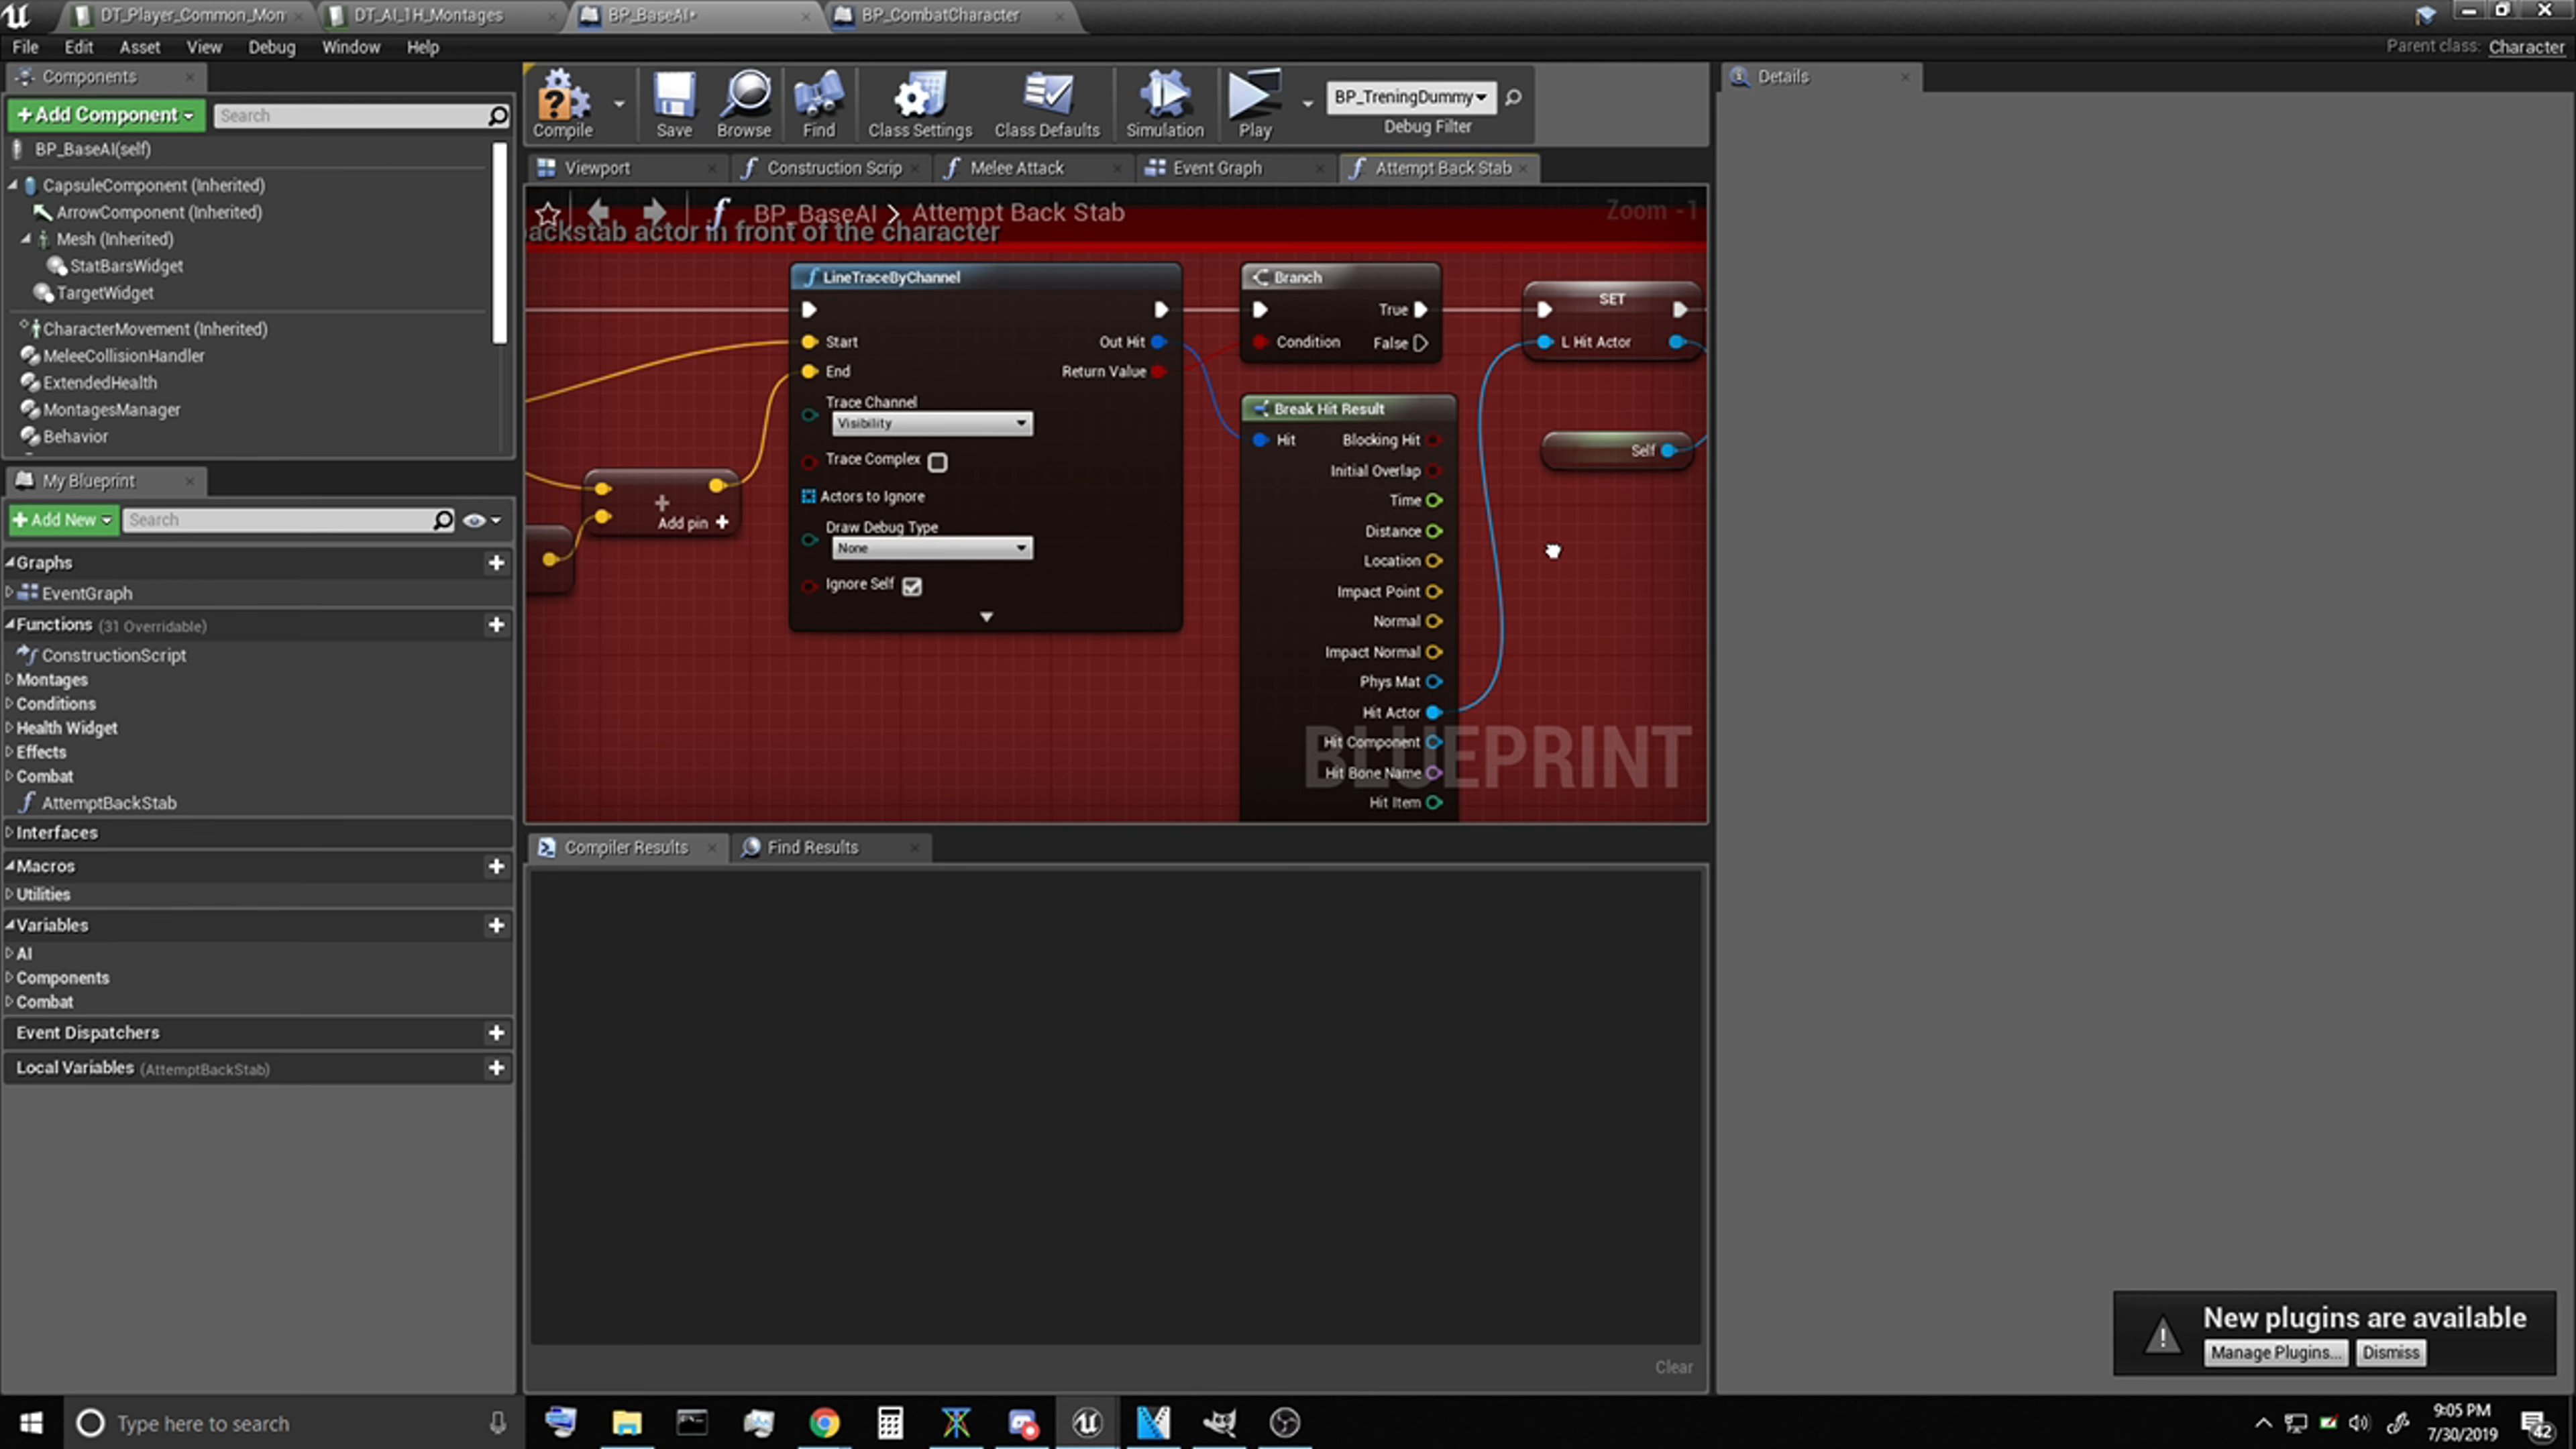 DT_Player_Common_Mon
DT_AI_1H_Montages
BP_BaseAI*
BP_CombatCharacter
File Edit Asset View Debug Window Help
Parent class: Character
Components
+Add Component
Search
BP_BaseAI(self)
CapsuleComponent (Inherited)
ArrowComponent (Inherited)
Mesh (Inherited)
StatBarsWidget
TargetWidget
CharacterMovement (Inherited)
MeleeCollisionHandler
ExtendedHealth
MontagesManager
Behavior
My Blueprint
+Add New
Search
Graphs
EventGraph
Functions (31 Overridable)
ConstructionScript
Montages
Conditions
Health Widget
Effects
Combat
AttemptBackStab
Interfaces
Macros
Utilities
Variables
AI
Components
Combat
Event Dispatchers
Local Variables (AttemptBackStab)
Compile
Save
Browse
Find
Class Settings
Class Defaults
Simulation
Play
BP_TreningDummy
Debug Filter
Viewport
Construction Scrip
Melee Attack
Event Graph
Attempt Back Stab
BP_BaseAI > Attempt Back Stab
Zoom -1
ackstab actor in front of the character
Add pin +
LineTraceByChannel
Start
Out Hit
End
Return Value
Trace Channel
Visibility
Trace Complex
Actors to Ignore
Draw Debug Type
None
Ignore Self
Branch
True
Condition
False
Break Hit Result
Hit
Blocking Hit
Initial Overlap
Time
Distance
Location
Impact Point
Normal
Impact Normal
Phys Mat
Hit Actor
Hit Component
Hit Bone Name
Hit Item
SET
L Hit Actor
Self
BLUEPRINT
Compiler Results
Find Results
Clear
Details
New plugins are available
Manage Plugins...
Dismiss
Type here to search
9:05 PM
7/30/2019
42